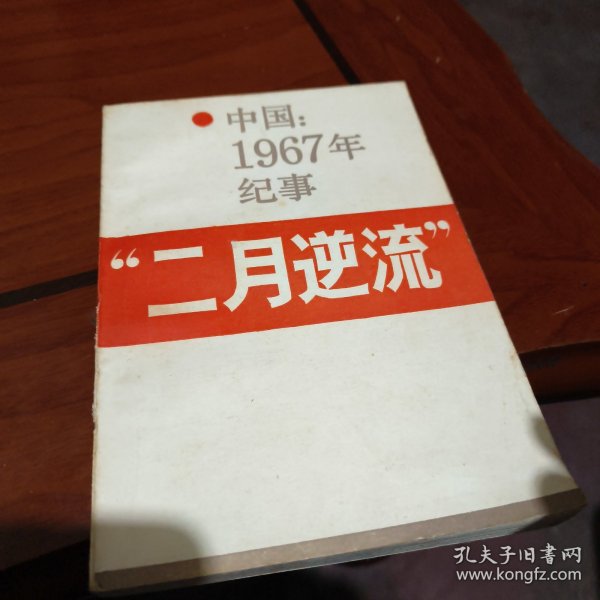 中国：
1967年
纪事
“二月逆流”
孔夫子旧书网
www.kongfz.com